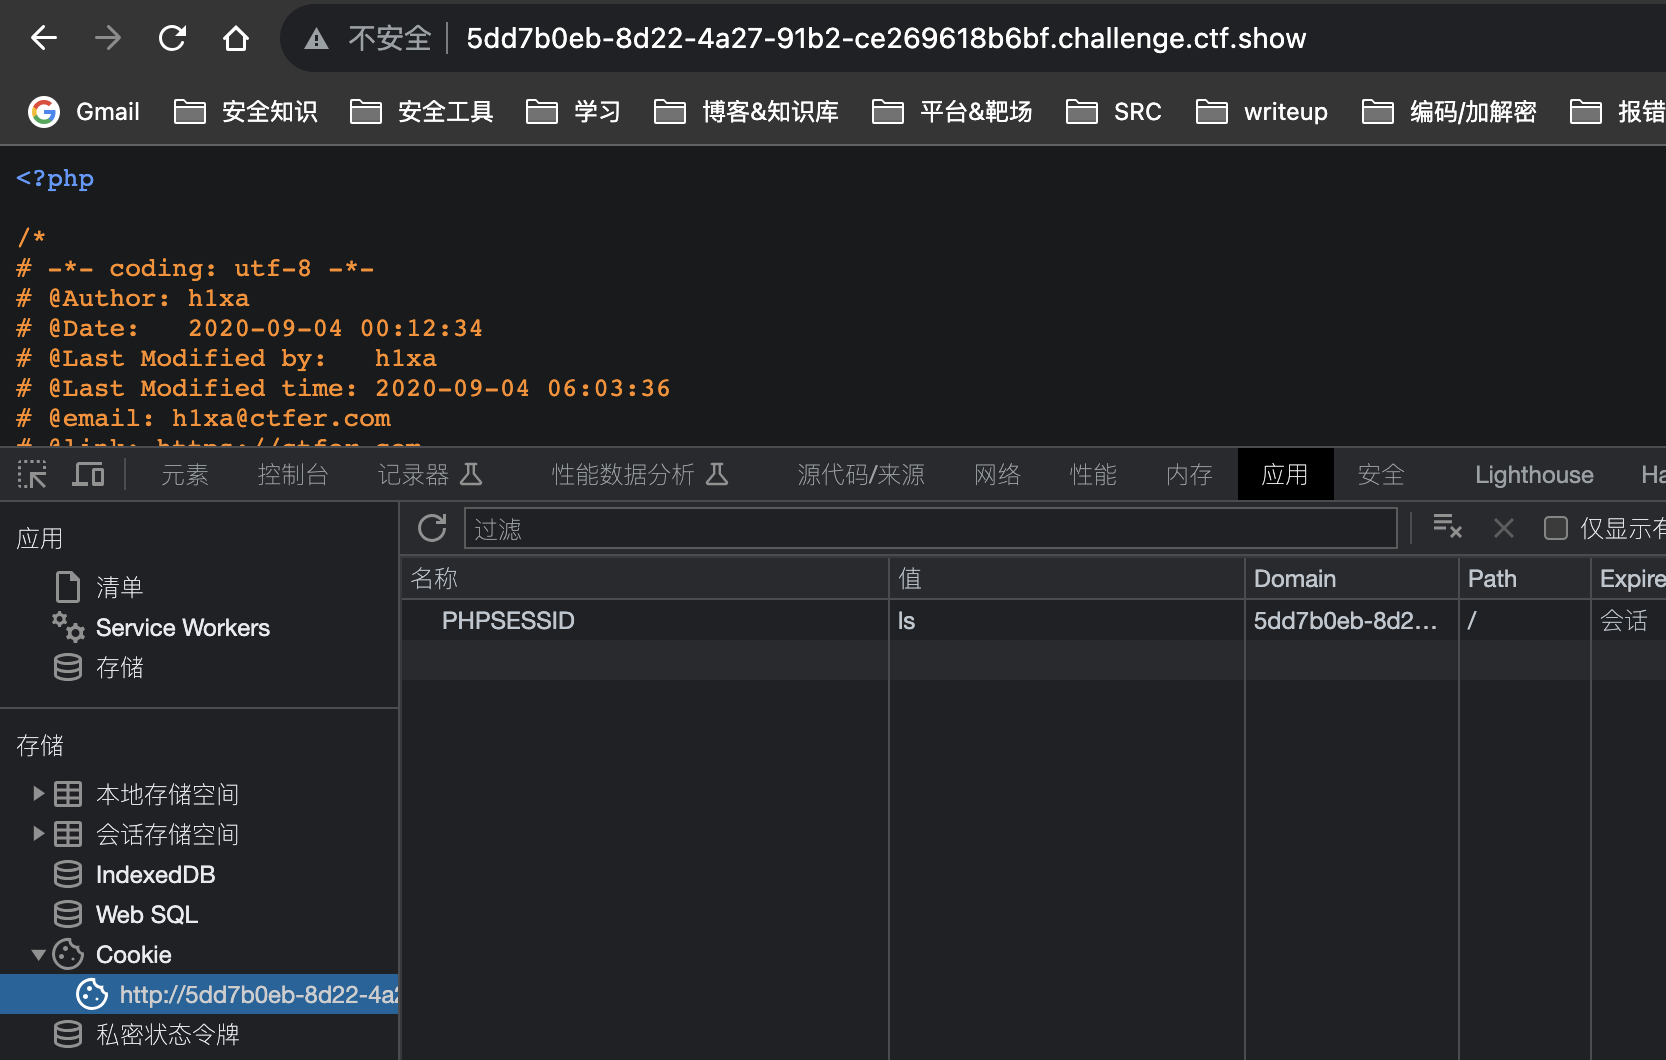 不安全 5dd7b0eb-8d22-4a27-91b2-ce269618b6bf.challenge.ctf.show
Gmail 安全知识 安全工具 学习 博客&知识库 平台&靶场 SRC writeup 编码/加解密 报错
<?php
/*
# -*- coding: utf-8 -*-
# @Author: h1xa
# @Date:   2020-09-04 00:12:34
# @Last Modified by:   h1xa
# @Last Modified time: 2020-09-04 06:03:36
# @email: h1xa@ctfer.com
# @link: https://ctfer.com
元素 控制台 记录器 性能数据分析 源代码/来源 网络 性能 内存 应用 安全 Lighthouse Ha
应用
过滤
仅显示有
清单
Service Workers
存储
名称 值 Domain Path Expire
PHPSESSID ls 5dd7b0eb-8d2... / 会话
存储
本地存储空间
会话存储空间
IndexedDB
Web SQL
Cookie
http://5dd7b0eb-8d22-4a2
私密状态令牌